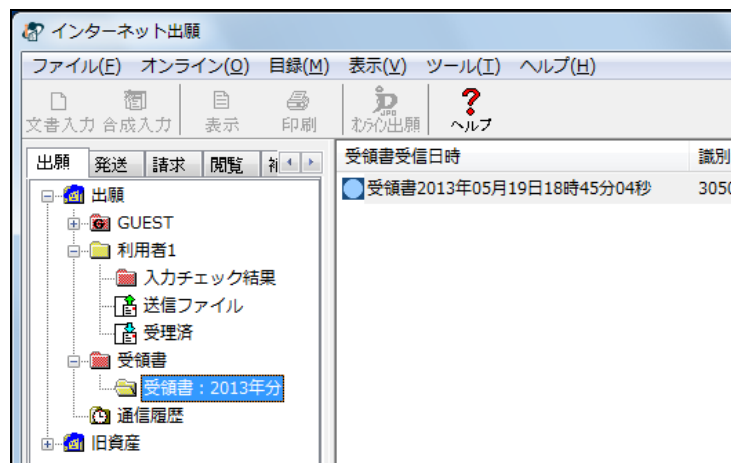 インターネット出願
ファイル(F) オンライン(O) 目録(M) 表示(V) ツール(T) ヘルプ(H)
文書入力 合成入力 表示 印刷 ｵﾝﾗｲﾝ出願 ヘルプ
出願 発送 請求 閲覧
受領書受信日時 識別
受領書2013年05月19日18時45分04秒 3050
出願
GUEST
利用者1
入力チェック結果
送信ファイル
受理済
受領書
受領書：2013年分
通信履歴
旧資産